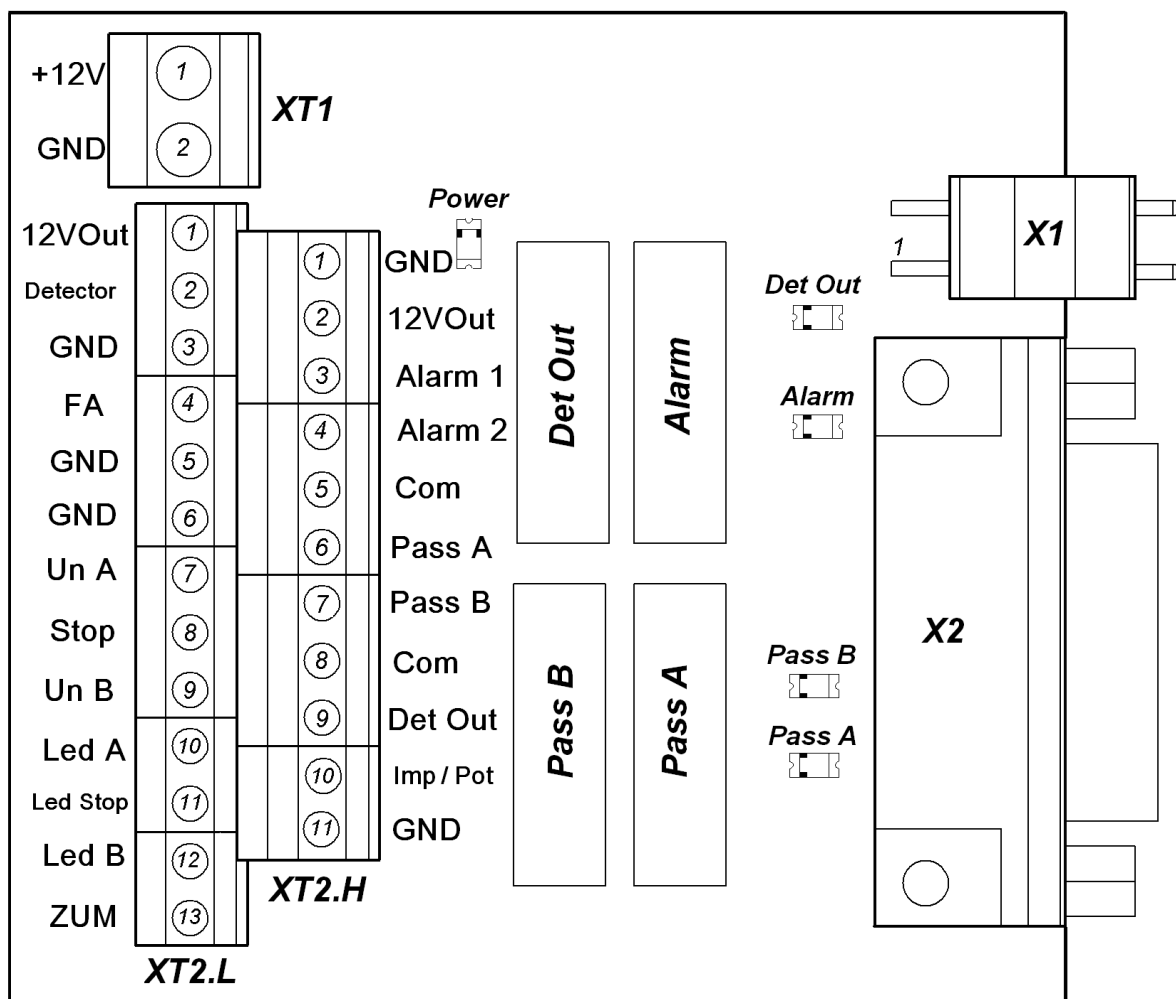 +12V
1
XT1
GND
2
12VOut
1
Detector
2
GND
3
FA
4
GND
5
GND
6
Un A
7
Stop
8
Un B
9
Led A
10
Led Stop
11
Led B
12
ZUM
13
XT2.L
1
GND
2
12VOut
3
Alarm 1
4
Alarm 2
5
Com
6
Pass A
7
Pass B
8
Com
9
Det Out
10
Imp / Pot
11
GND
XT2.H
Power
Det Out
Alarm
Pass B
Pass A
Det Out
Alarm
Pass B
Pass A
1
X1
X2